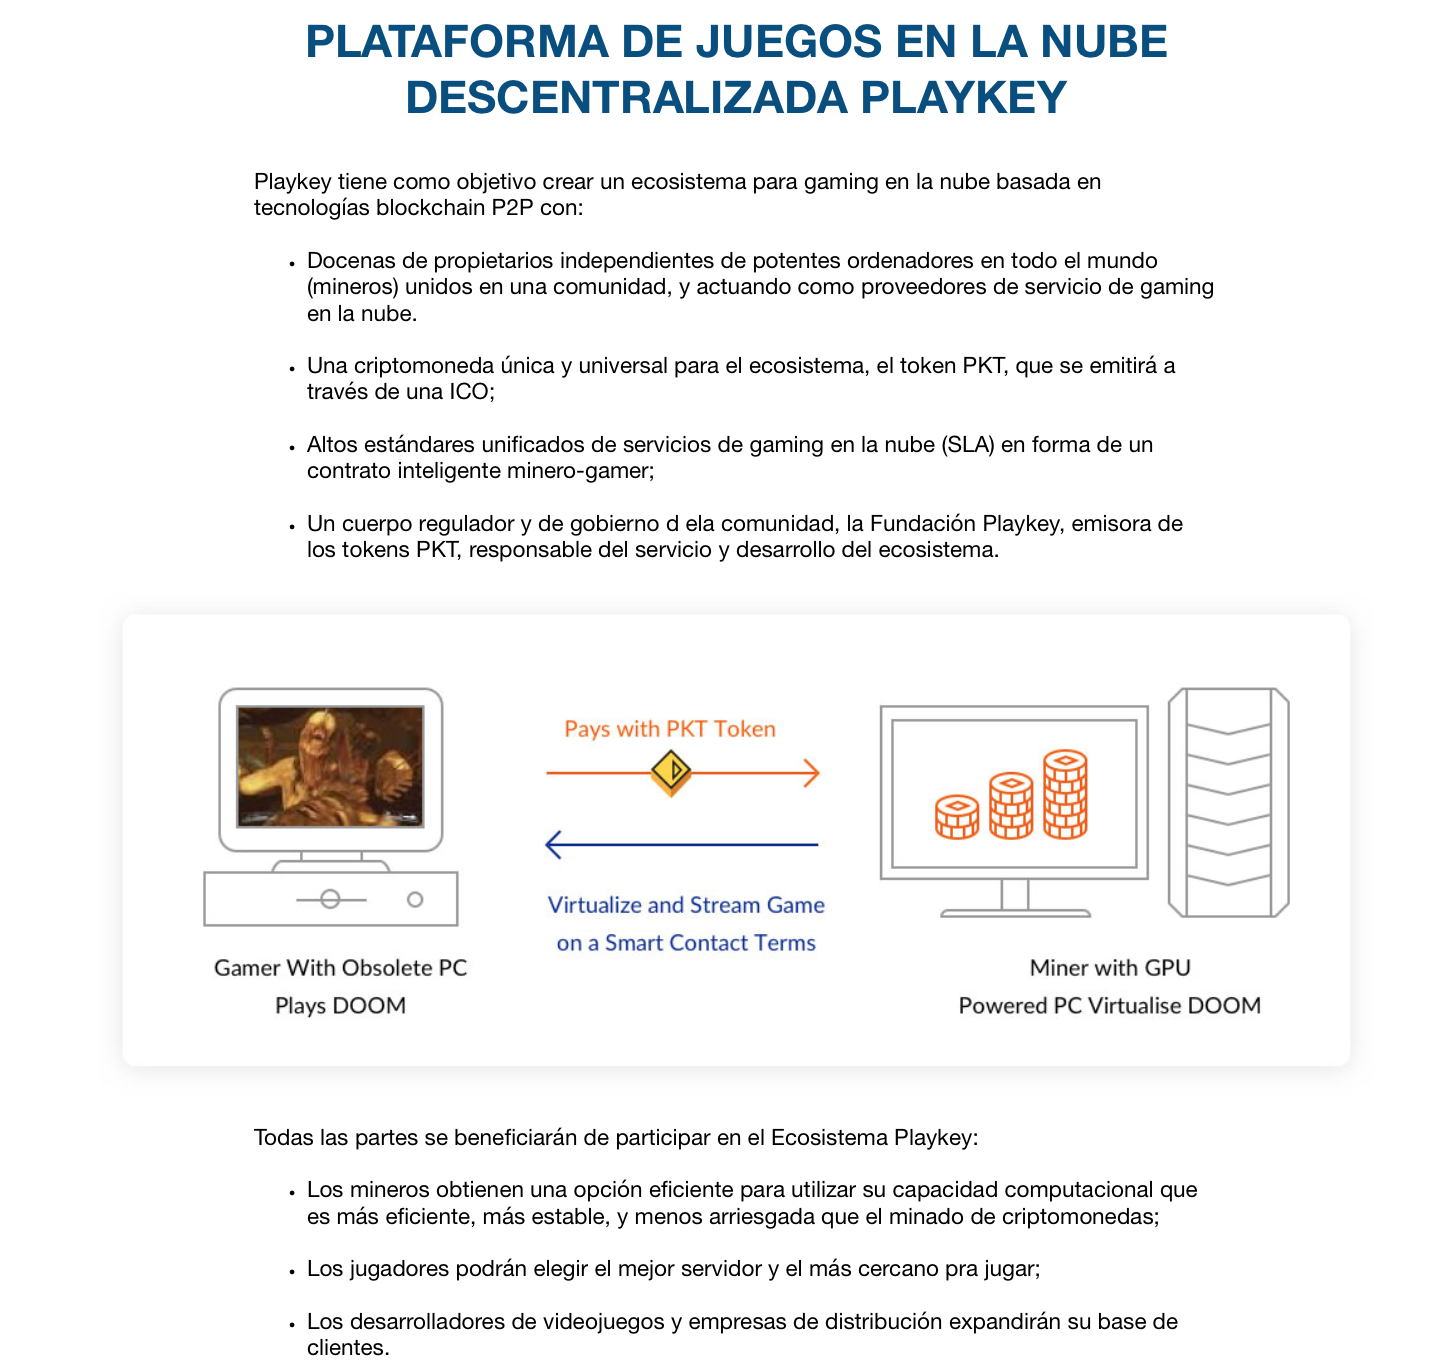 PLATAFORMA DE JUEGOS EN LA NUBE
DESCENTRALIZADA PLAYKEY
Playkey tiene como objetivo crear un ecosistema para gaming en la nube basada en
tecnologías blockchain P2P con:
• Docenas de propietarios independientes de potentes ordenadores en todo el mundo
(mineros) unidos en una comunidad, y actuando como proveedores de servicio de gaming
en la nube.
• Una criptomoneda única y universal para el ecosistema, el token PKT, que se emitirá a
través de una ICO;
• Altos estándares unificados de servicios de gaming en la nube (SLA) en forma de un
contrato inteligente minero-gamer;
• Un cuerpo regulador y de gobierno d ela comunidad, la Fundación Playkey, emisora de
los tokens PKT, responsable del servicio y desarrollo del ecosistema.
Pays with PKT Token
Virtualize and Stream Game
on a Smart Contact Terms
Gamer With Obsolete PC
Plays DOOM
Miner with GPU
Powered PC Virtualise DOOM
Todas las partes se beneficiarán de participar en el Ecosistema Playkey:
• Los mineros obtienen una opción eficiente para utilizar su capacidad computacional que
es más eficiente, más estable, y menos arriesgada que el minado de criptomonedas;
• Los jugadores podrán elegir el mejor servidor y el más cercano pra jugar;
• Los desarrolladores de videojuegos y empresas de distribución expandirán su base de
clientes.